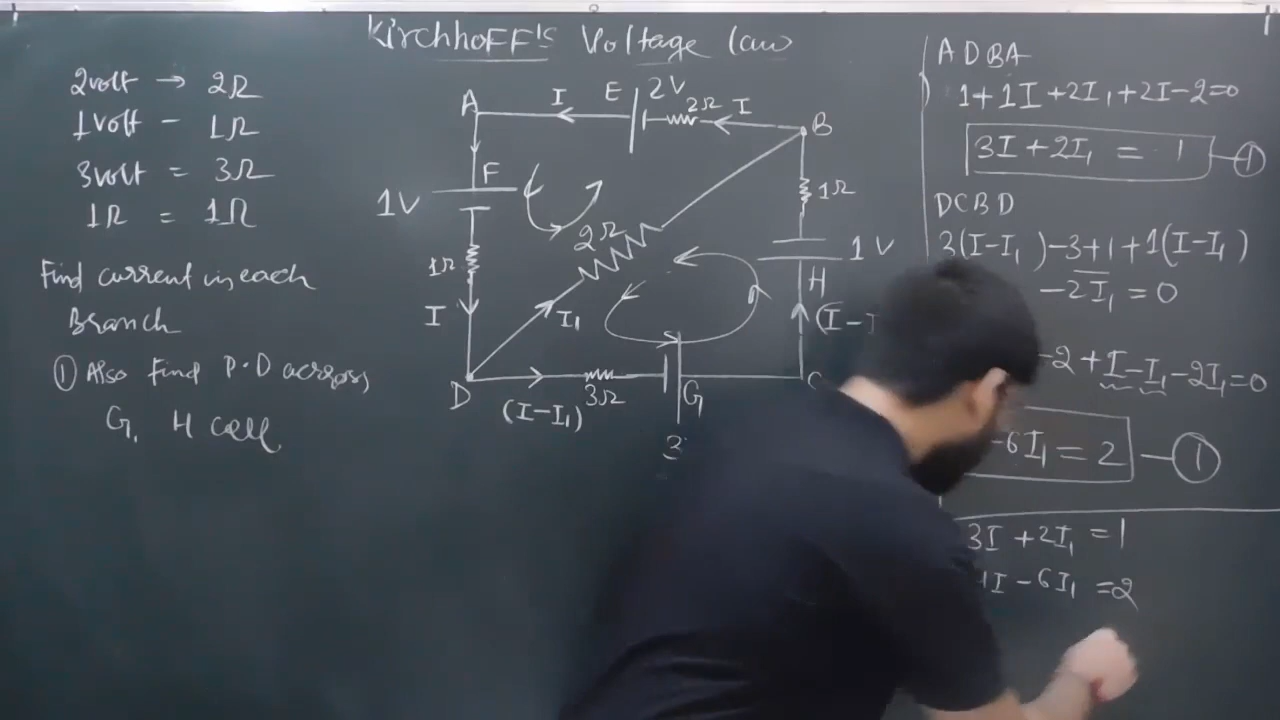 Kirchhoff's Voltage law
2volt → 2Ω
1volt - 1Ω
3volt = 3Ω
1Ω = 1Ω
Find current in each
Branch
① Also find P.D across
G, H cell
A
I
E
2V
2Ω
I
B
F
1V
1Ω
I
2Ω
I₁
D
(I-I₁)
3Ω
G
3
1Ω
1V
H
(I-
C
ADBA
1+1I+2I₁+2I-2=0
3I+2I₁ = 1 -①
DCBD
3(I-I₁)-3+1+1(I-I₁)
-2I₁=0
-2+I-I₁-2I₁=0
-6I₁=2 -①
3I+2I₁=1
4I-6I₁=2